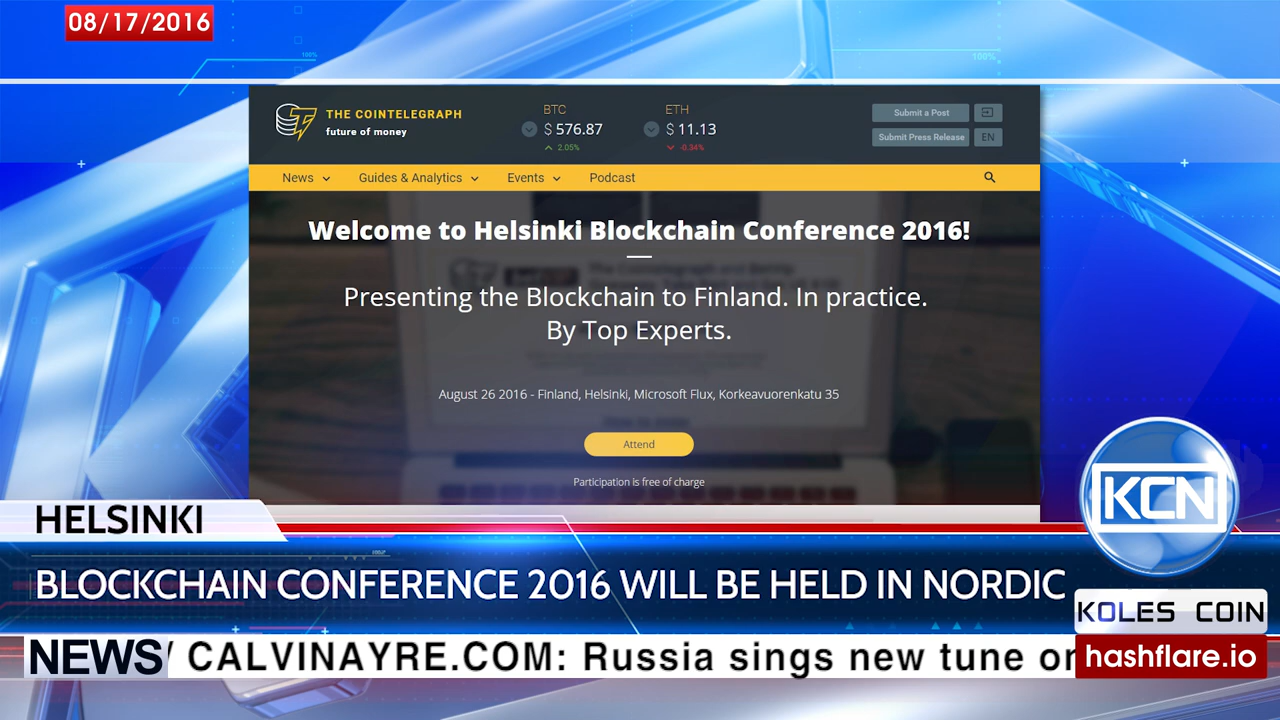 08/17/2016
100%
100%
THE COINTELEGRAPH
future of money
BTC
$ 576.87
2.05%
ETH
$ 11.13
-0.34%
Submit a Post
Submit Press Release
EN
News
Guides & Analytics
Events
Podcast
Welcome to Helsinki Blockchain Conference 2016!
Presenting the Blockchain to Finland. In practice.
By Top Experts.
August 26 2016 - Finland, Helsinki, Microsoft Flux, Korkeavuorenkatu 35
Attend
Participation is free of charge
KCN
HELSINKI
100%
BLOCKCHAIN CONFERENCE 2016 WILL BE HELD IN NORDIC
KOLES COIN
NEWS / CALVINAYRE.COM: Russia sings new tune or
hashflare.io